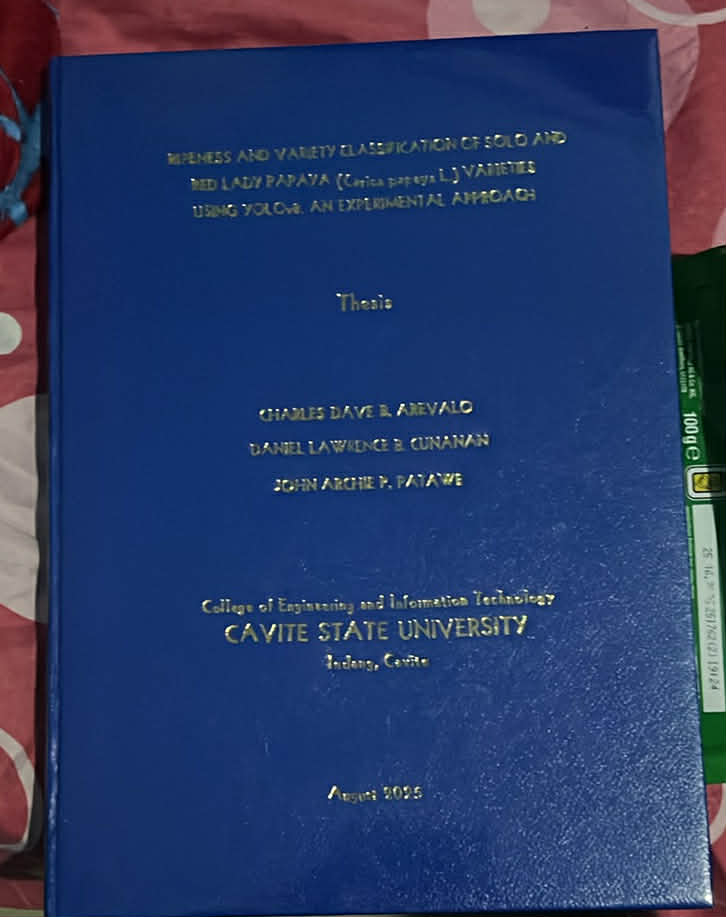 RIPENESS AND VARIETY CLASSIFICATION OF SOLO AND
RED LADY PAPAYA (Carica papaya L.) VARIETIES
USING YOLOv8: AN EXPERIMENTAL APPROACH
Thesis
CHARLES DAVE B. AREVALO
DANIEL LAWRENCE B. CUNANAN
JOHN ARCHIE P. PATAWE
College of Engineering and Information Technology
CAVITE STATE UNIVERSITY
Indang, Cavite
August 2025
100g e